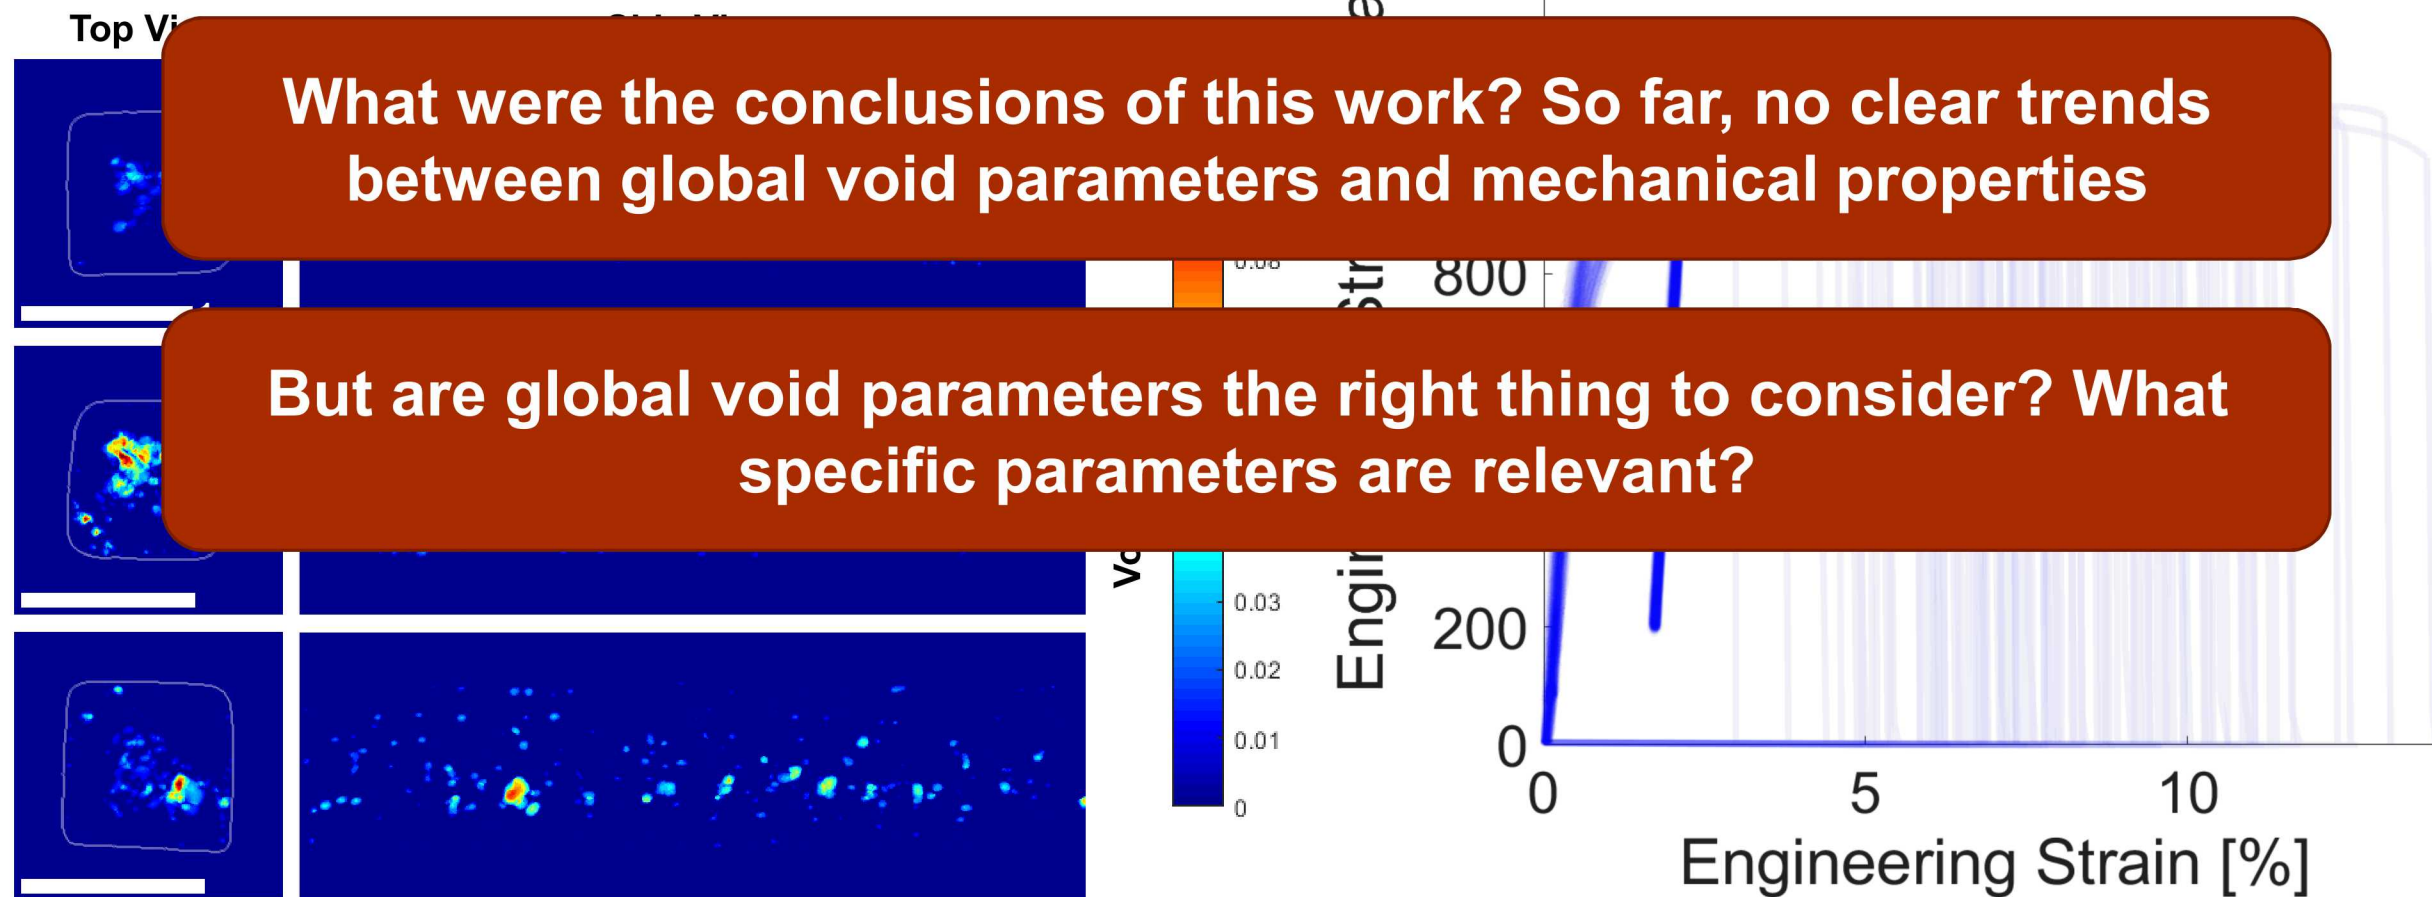 Top
What were the conclusions of this work? So far, no clear trends
between global void parameters and mechanical properties
But are global void parameters the right thing to consider? What
specific parameters are relevant?
0.08
0.03
0.02
0.01
0
800
200
0
0
5
10
Engineering Strain [%]